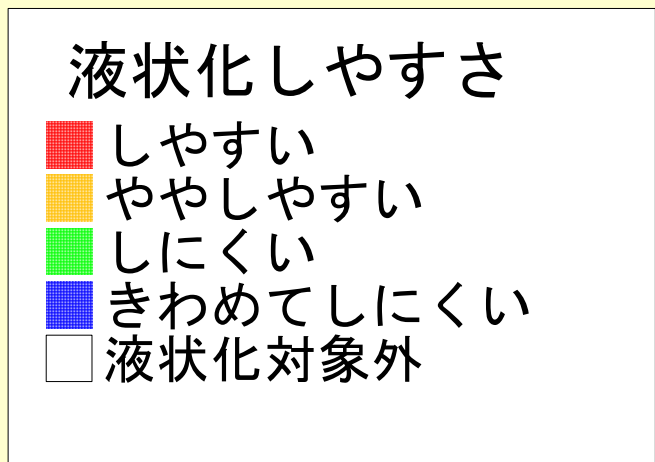 液状化しやすさ
しやすい
ややしやすい
しにくい
きわめてしにくい
液状化対象外